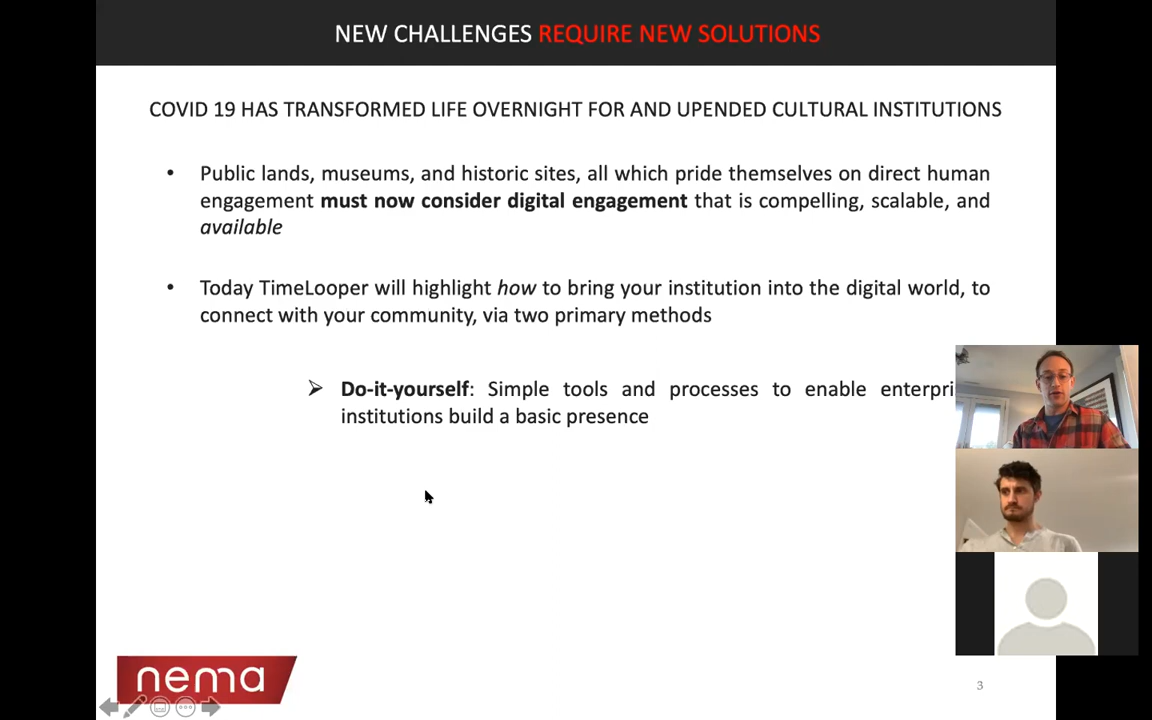 NEW CHALLENGES REQUIRE NEW SOLUTIONS
COVID 19 HAS TRANSFORMED LIFE OVERNIGHT FOR AND UPENDED CULTURAL INSTITUTIONS
• Public lands, museums, and historic sites, all which pride themselves on direct human
engagement must now consider digital engagement that is compelling, scalable, and
available
• Today TimeLooper will highlight how to bring your institution into the digital world, to
connect with your community, via two primary methods
➢ Do-it-yourself: Simple tools and processes to enable enterpri
institutions build a basic presence
nema
3